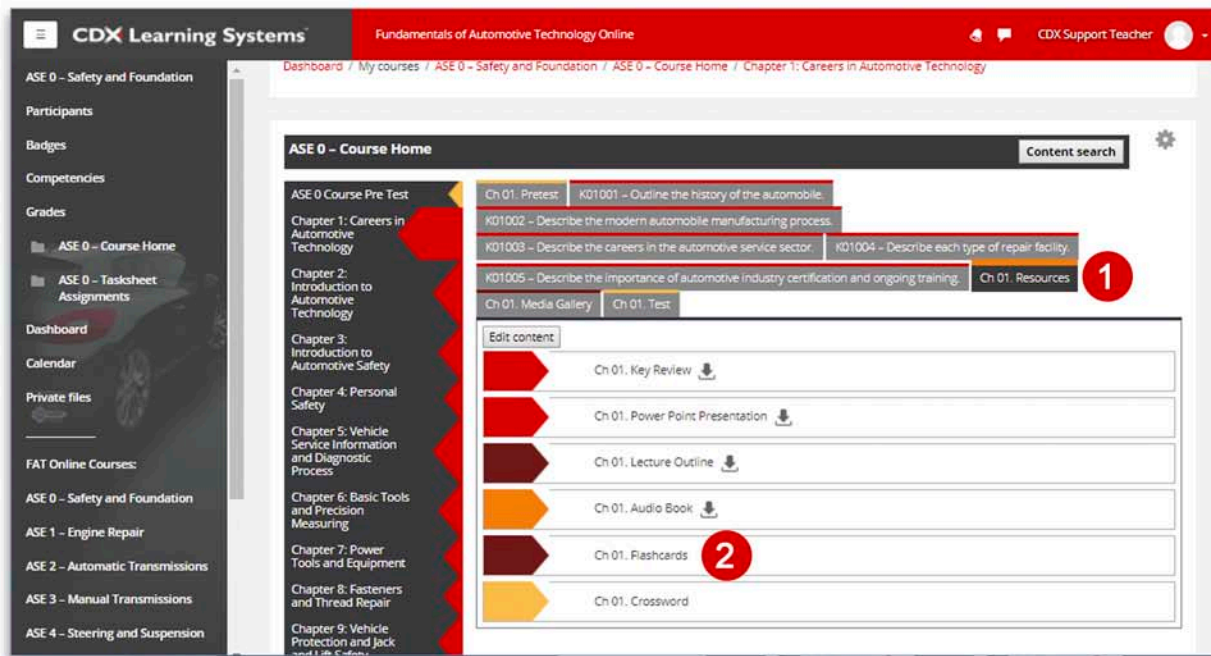 ≡ CDX Learning Systems
Fundamentals of Automotive Technology Online
CDX Support Teacher
ASE 0 – Safety and Foundation
Participants
Badges
Competencies
Grades
ASE 0 – Course Home
ASE 0 – Tasksheet
Assignments
Dashboard
Calendar
Private files
FAT Online Courses:
ASE 0 – Safety and Foundation
ASE 1 – Engine Repair
ASE 2 – Automatic Transmissions
ASE 3 – Manual Transmissions
ASE 4 – Steering and Suspension
Dashboard / My courses / ASE 0 – Safety and Foundation / ASE 0 – Course Home / Chapter 1: Careers in Automotive Technology
ASE 0 – Course Home
Content search
ASE 0 Course Pre Test
Chapter 1: Careers in
Automotive
Technology
Chapter 2:
Introduction to
Automotive
Technology
Chapter 3:
Introduction to
Automotive Safety
Chapter 4: Personal
Safety
Chapter 5: Vehicle
Service Information
and Diagnostic
Process
Chapter 6: Basic Tools
and Precision
Measuring
Chapter 7: Power
Tools and Equipment
Chapter 8: Fasteners
and Thread Repair
Chapter 9: Vehicle
Protection and Jack
and Lift Safety
Ch 01. Pretest
K01001 – Outline the history of the automobile.
K01002 – Describe the modern automobile manufacturing process.
K01003 – Describe the careers in the automotive service sector.
K01004 – Describe each type of repair facility.
K01005 – Describe the importance of automotive industry certification and ongoing training.
Ch 01. Resources
1
Ch 01. Media Gallery
Ch 01. Test
Edit content
Ch 01. Key Review
Ch 01. Power Point Presentation
Ch 01. Lecture Outline
Ch 01. Audio Book
Ch 01. Flashcards
2
Ch 01. Crossword